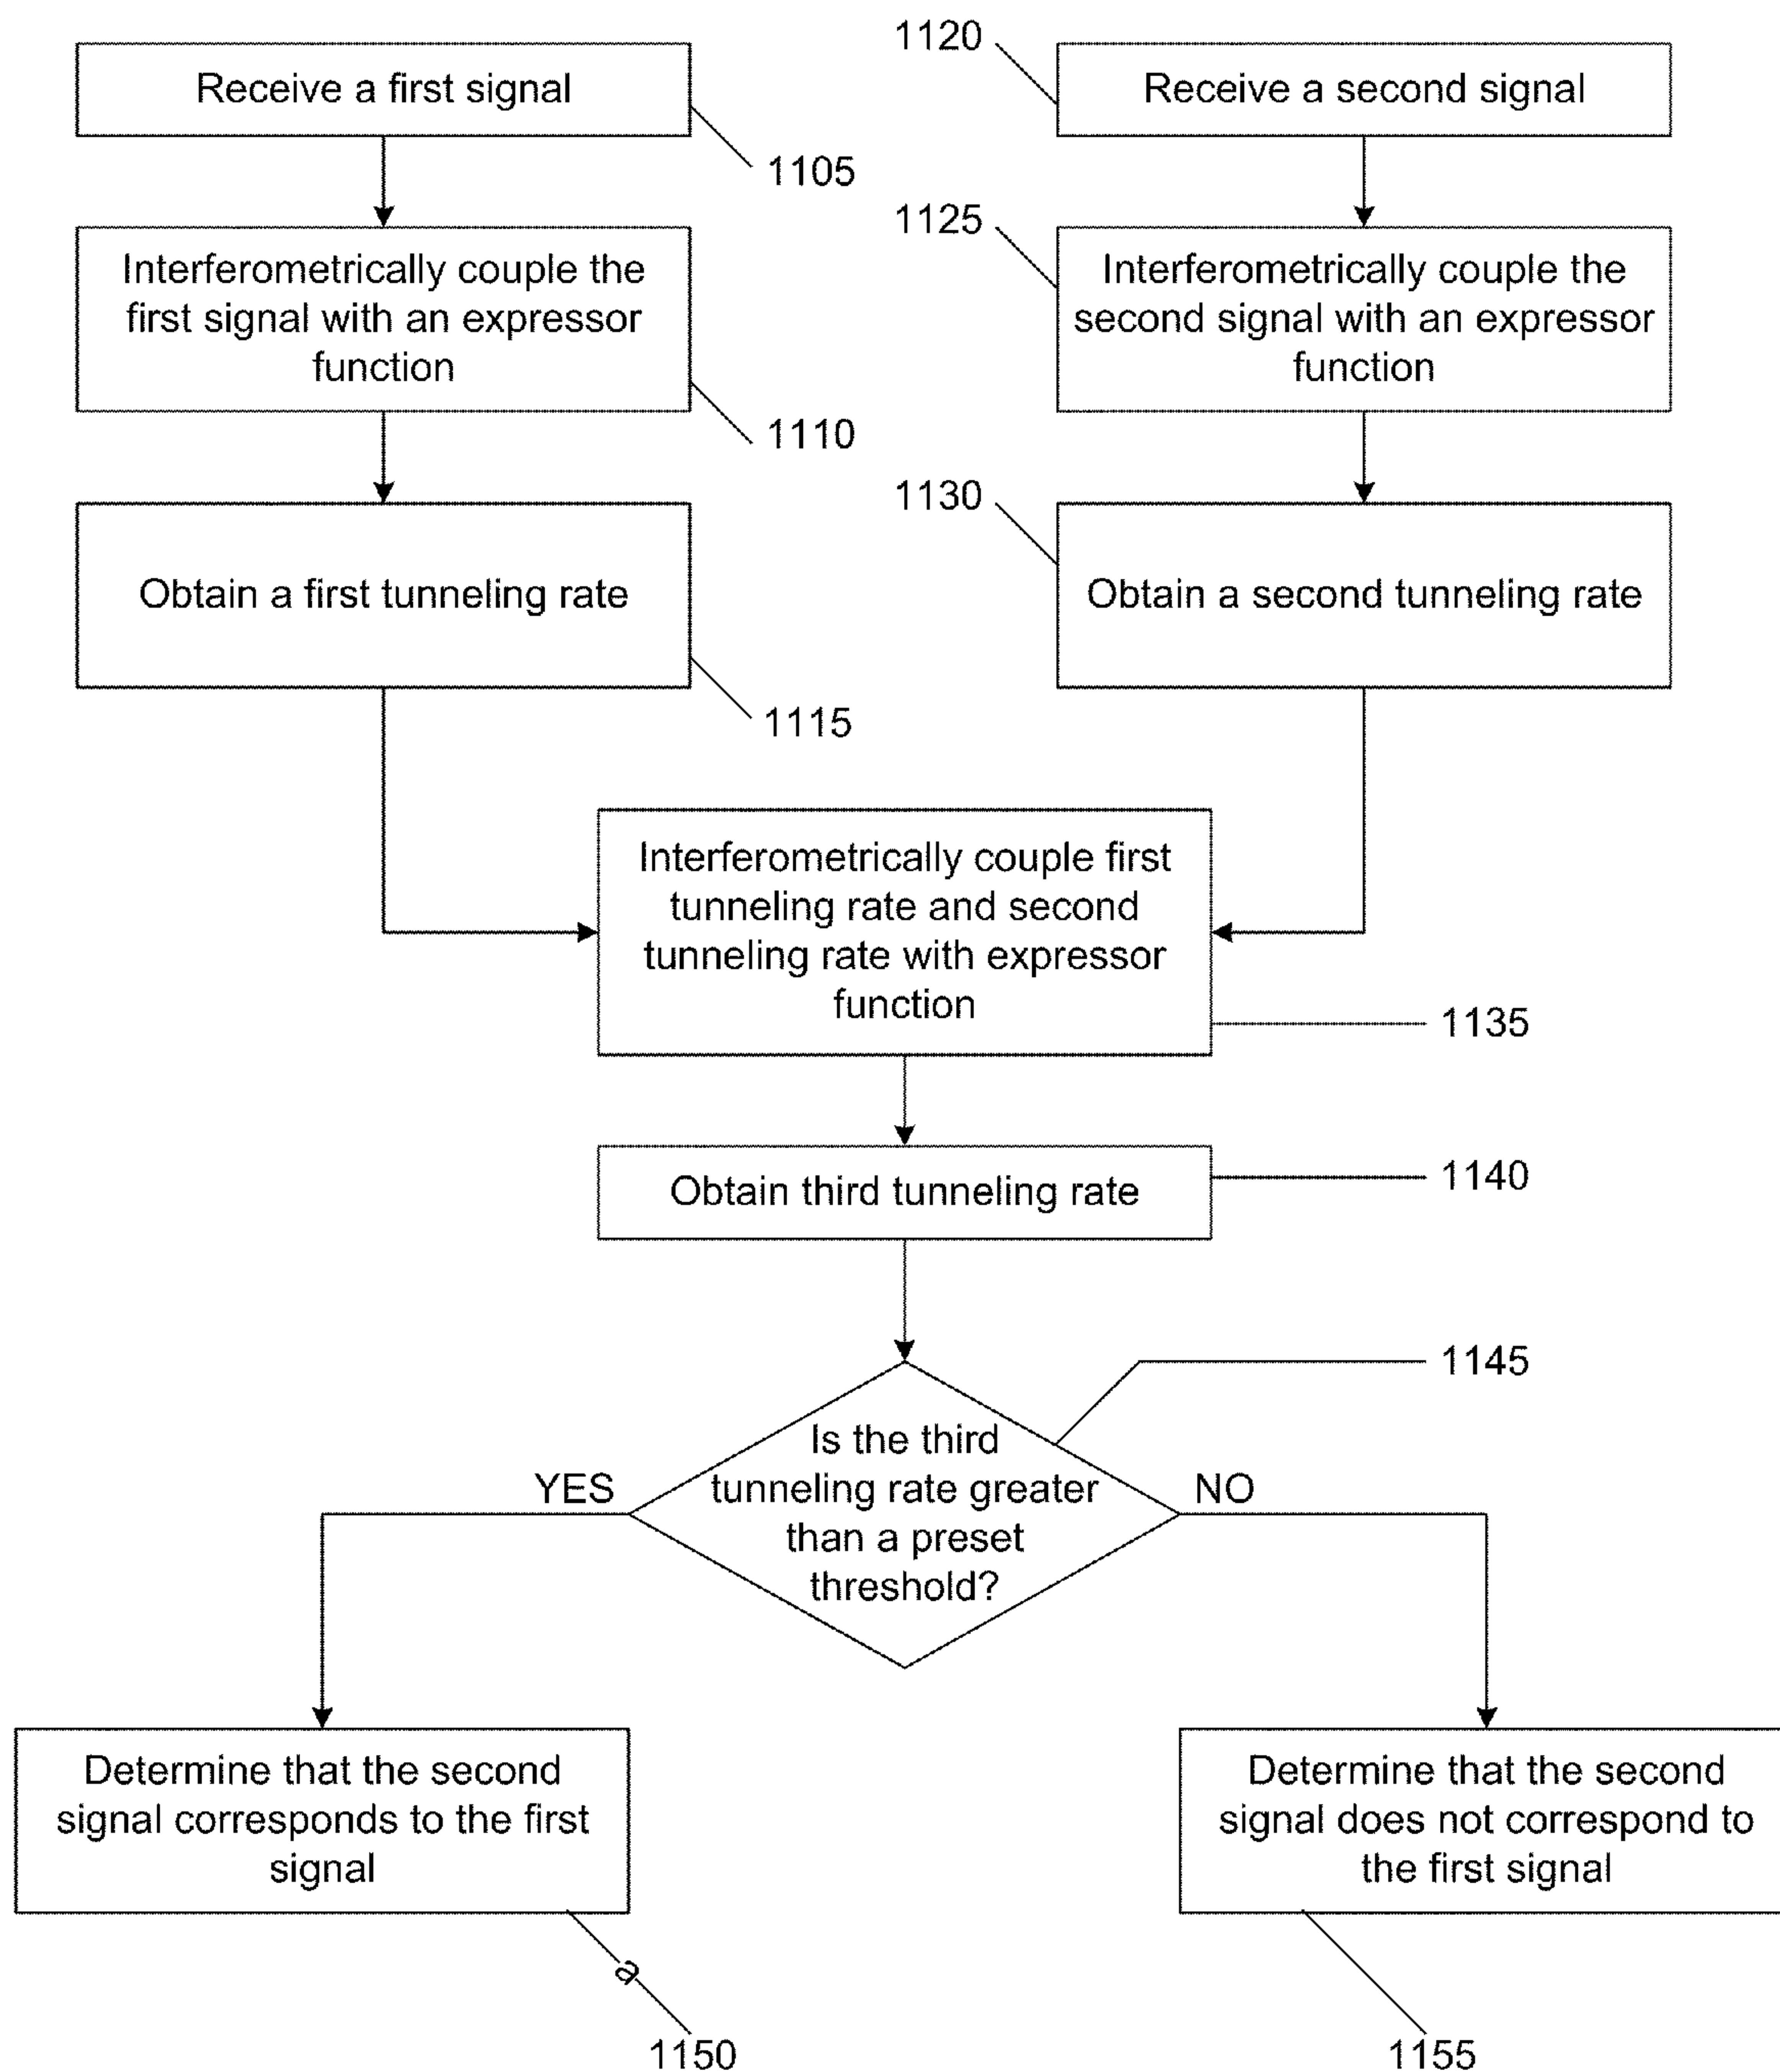 Receive a first signal
1105
Interferometrically couple the
first signal with an expressor
function
1110
Obtain a first tunneling rate
1115
1120
Receive a second signal
1125
Interferometrically couple the
second signal with an expressor
function
1130
Obtain a second tunneling rate
Interferometrically couple first
tunneling rate and second
tunneling rate with expressor
function
1135
Obtain third tunneling rate
1140
1145
Is the third
tunneling rate greater
than a preset
threshold?
YES
NO
Determine that the second
signal corresponds to the first
signal
a
1150
Determine that the second
signal does not correspond to
the first signal
1155